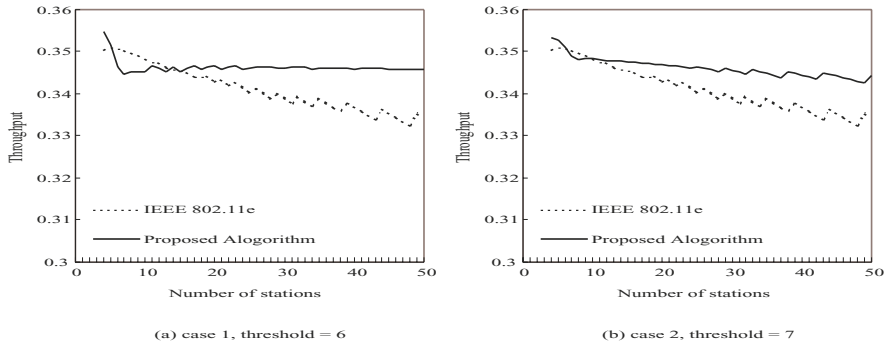 0.36
0.35
0.34
0.33
0.32
0.31
0.3
Throughput
IEEE 802.11e
Proposed Alogorithm
0 10 20 30 40 50
Number of stations
(a) case 1, threshold = 6
0.36
0.35
0.34
0.33
0.32
0.31
0.3
Throughput
IEEE 802.11e
Proposed Alogorithm
0 10 20 30 40 50
Number of stations
(b) case 2, threshold = 7